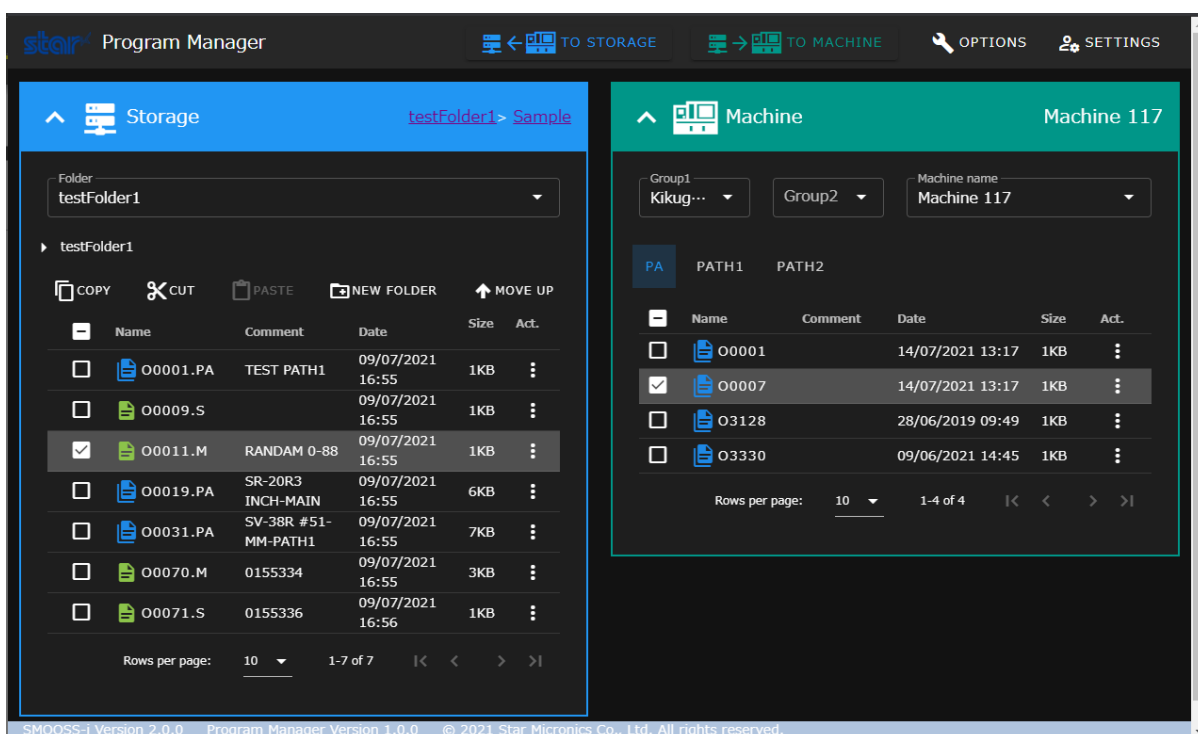 star Program Manager TO STORAGE TO MACHINE OPTIONS SETTINGS
Storage testFolder1> Sample
Folder
testFolder1
testFolder1
COPY CUT PASTE NEW FOLDER MOVE UP
Name Comment Date Size Act.
O0001.PA TEST PATH1 09/07/2021 16:55 1KB
O0009.S 09/07/2021 16:55 1KB
O0011.M RANDAM 0-88 09/07/2021 16:55 1KB
O0019.PA SR-20R3 INCH-MAIN 09/07/2021 16:55 6KB
O0031.PA SV-38R #51-MM-PATH1 09/07/2021 16:55 7KB
O0070.M 0155334 09/07/2021 16:55 3KB
O0071.S 0155336 09/07/2021 16:56 1KB
Rows per page: 10 1-7 of 7
Machine Machine 117
Group1 Machine name
Kikug··· Group2 Machine 117
PA PATH1 PATH2
Name Comment Date Size Act.
O0001 14/07/2021 13:17 1KB
O0007 14/07/2021 13:17 1KB
O3128 28/06/2019 09:49 1KB
O3330 09/06/2021 14:45 1KB
Rows per page: 10 1-4 of 4
SMOOSS-i Version 2.0.0 Program Manager Version 1.0.0 © 2021 Star Micronics Co., Ltd. All rights reserved.